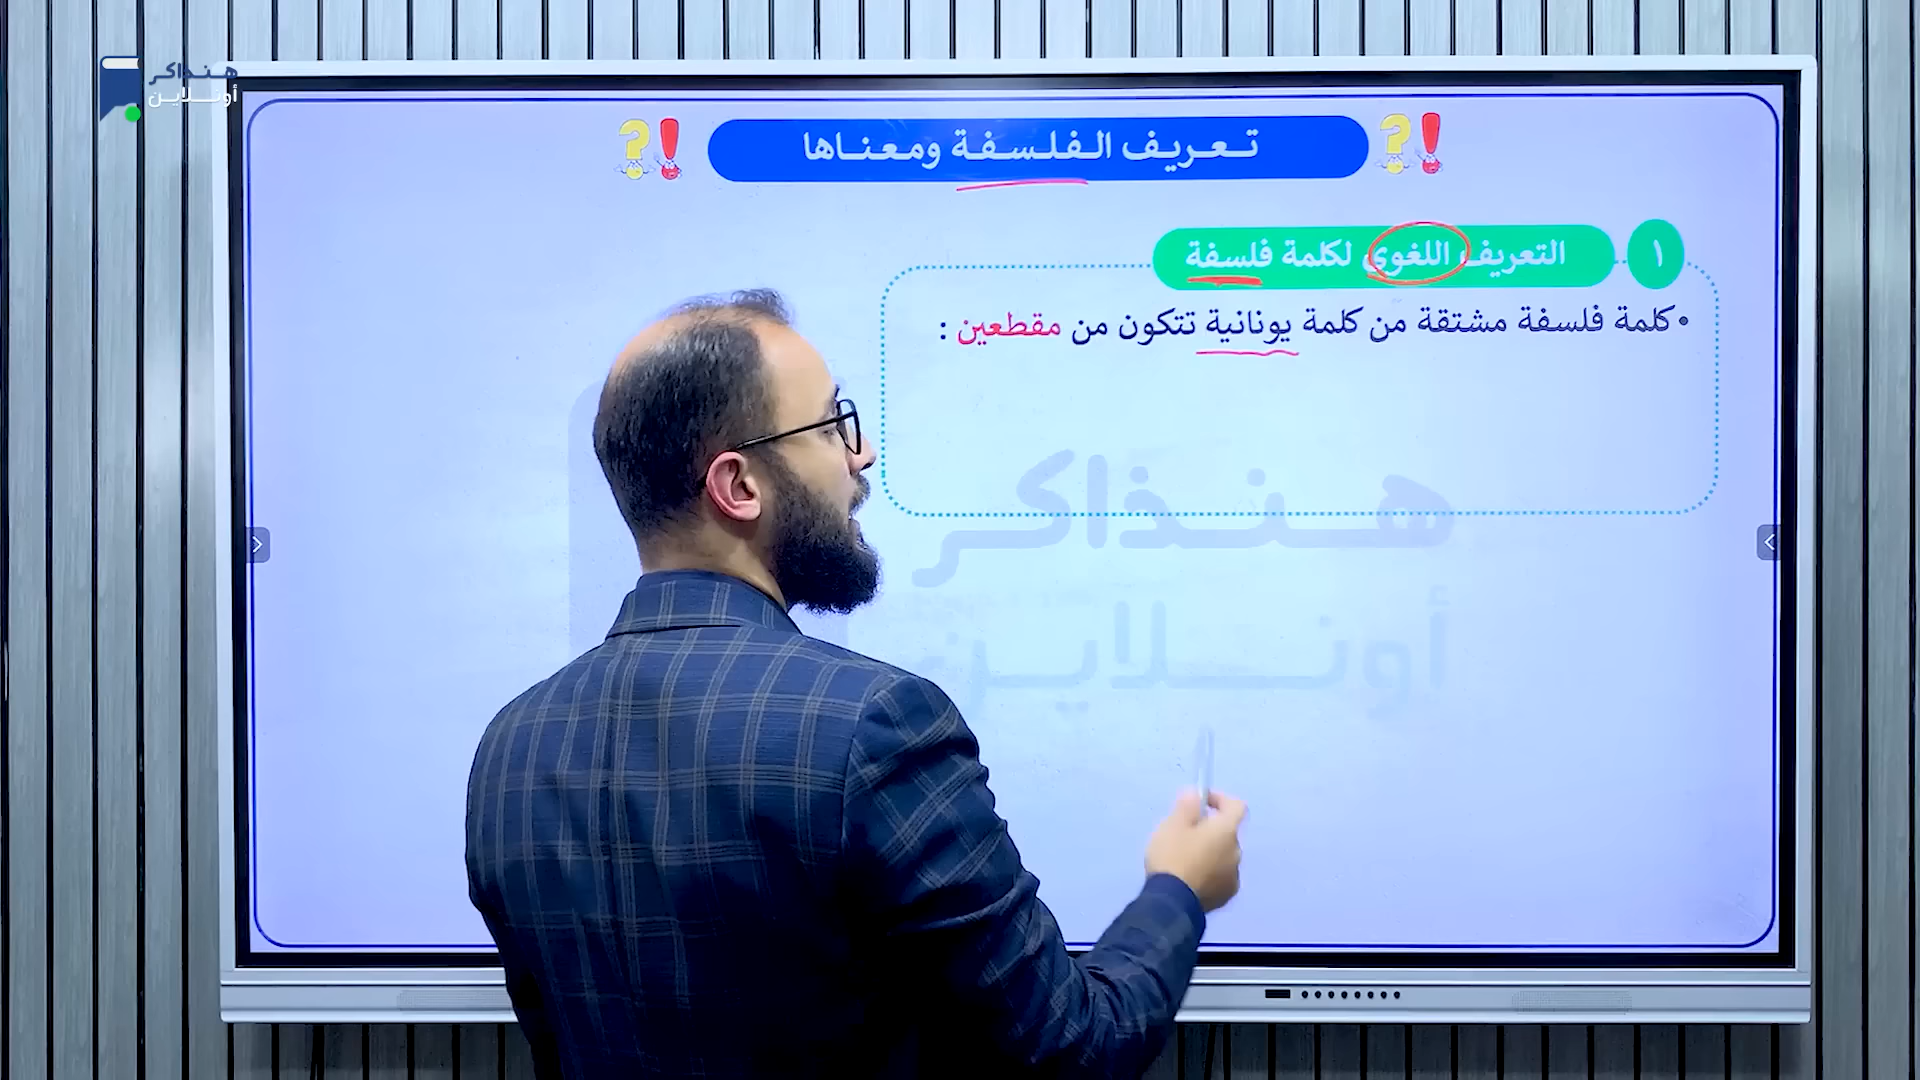 هنذاكر
أونلاين
تعريف الفلسفة ومعناها
١
التعريف اللغوي لكلمة فلسفة
• كلمة فلسفة مشتقة من كلمة يونانية تتكون من مقطعين :
هنذاكر
أونلاين